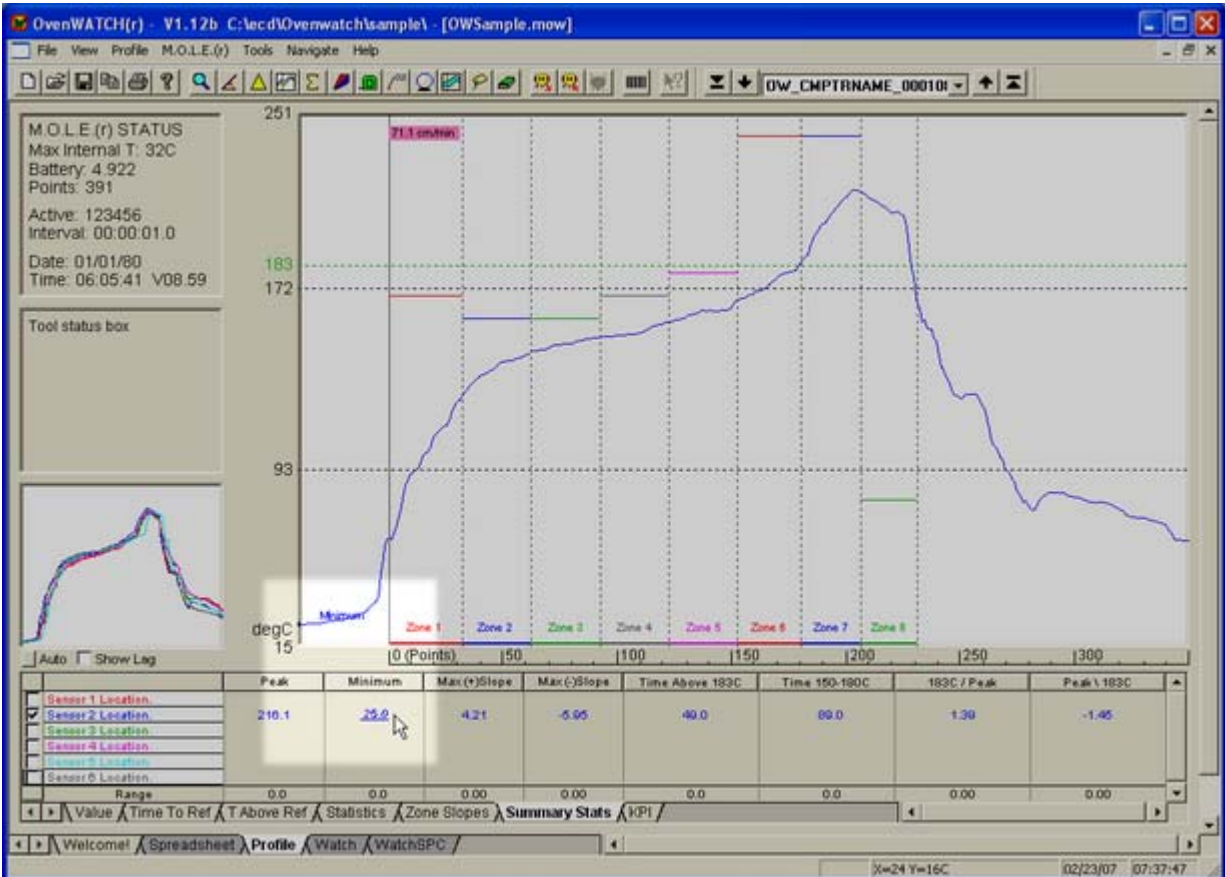 OvenWATCH(r) - V1.12b C:\ecd\Ovenwatch\sample\ - [OWSample.mow]
File View Profile M.O.L.E.(r) Tools Navigate Help
OW_CMPTRNAME_00010
M.O.L.E.(r) STATUS
Max Internal T: 32C
Battery: 4.922
Points: 391
Active: 123456
Interval: 00:00:01.0
Date: 01/01/80
Time: 06:05:41 V08.59
Tool status box
Auto Show Lag
251
71.1 cm/min
183
172
93
degC
15
Minimum
Zone 1 Zone 2 Zone 3 Zone 4 Zone 5 Zone 6 Zone 7 Zone 8
0 (Points) 50 100 150 200 250 300
Peak Minimum Max(+)Slope Max(-)Slope Time Above 183C Time 150-180C 183C / Peak Peak \ 183C
Sensor 1 Location.
Sensor 2 Location. 216.1 25.0 4.21 -5.95 49.0 89.0 1.39 -1.45
Sensor 3 Location.
Sensor 4 Location.
Sensor 5 Location.
Sensor 6 Location.
Range 0.0 0.0 0.00 0.00 0.0 0.0 0.00 0.00
Value Time To Ref T Above Ref Statistics Zone Slopes Summary Stats KPI
Welcome! Spreadsheet Profile Watch WatchSPC
X=24 Y=16C 02/23/07 07:37:47